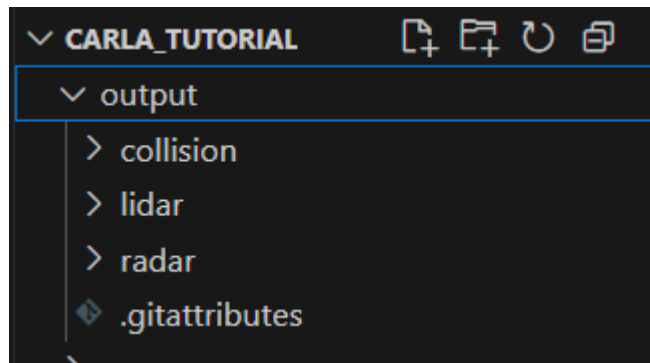 CARLA_TUTORIAL
output
collision
lidar
radar
.gitattributes